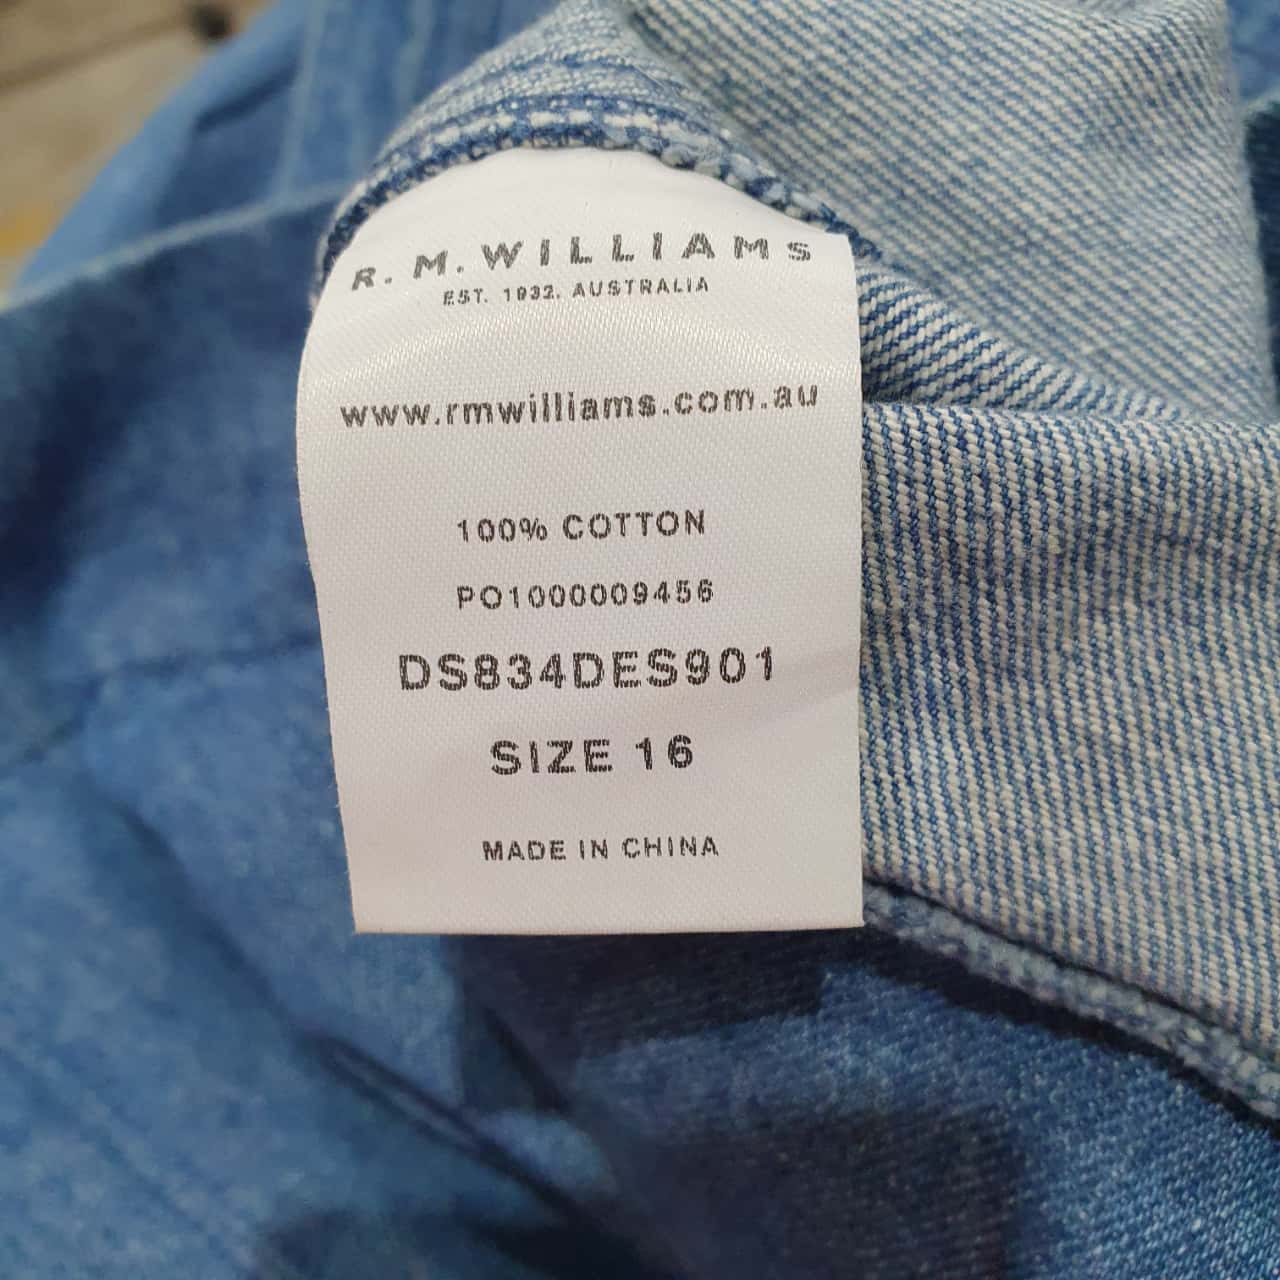 R. M. WILLIAMS
EST. 1932. AUSTRALIA
www.rmwilliams.com.au
100% COTTON
PO1000009456
DS834DES901
SIZE 16
MADE IN CHINA